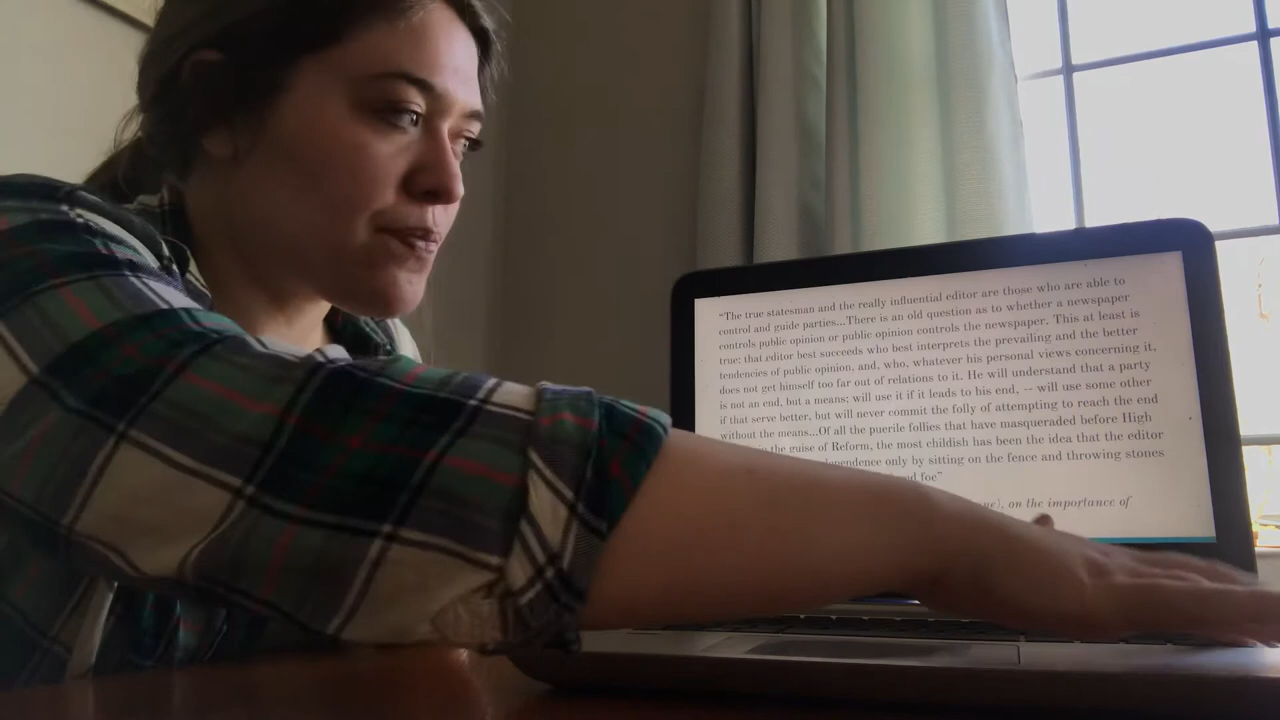 “The true statesman and the really influential editor are those who are able to
control and guide parties...There is an old question as to whether a newspaper
controls public opinion or public opinion controls the newspaper. This at least is
true: that editor best succeeds who best interprets the prevailing and the better
tendencies of public opinion, and, who, whatever his personal views concerning it,
does not get himself too far out of relations to it. He will understand that a party
is not an end, but a means; will use it if it leads to his end, -- will use some other
if that serve better, but will never commit the folly of attempting to reach the end
without the means...Of all the puerile follies that have masqueraded before High
the guise of Reform, the most childish has been the idea that the editor
only by sitting on the fence and throwing stones
foe”
on the importance of